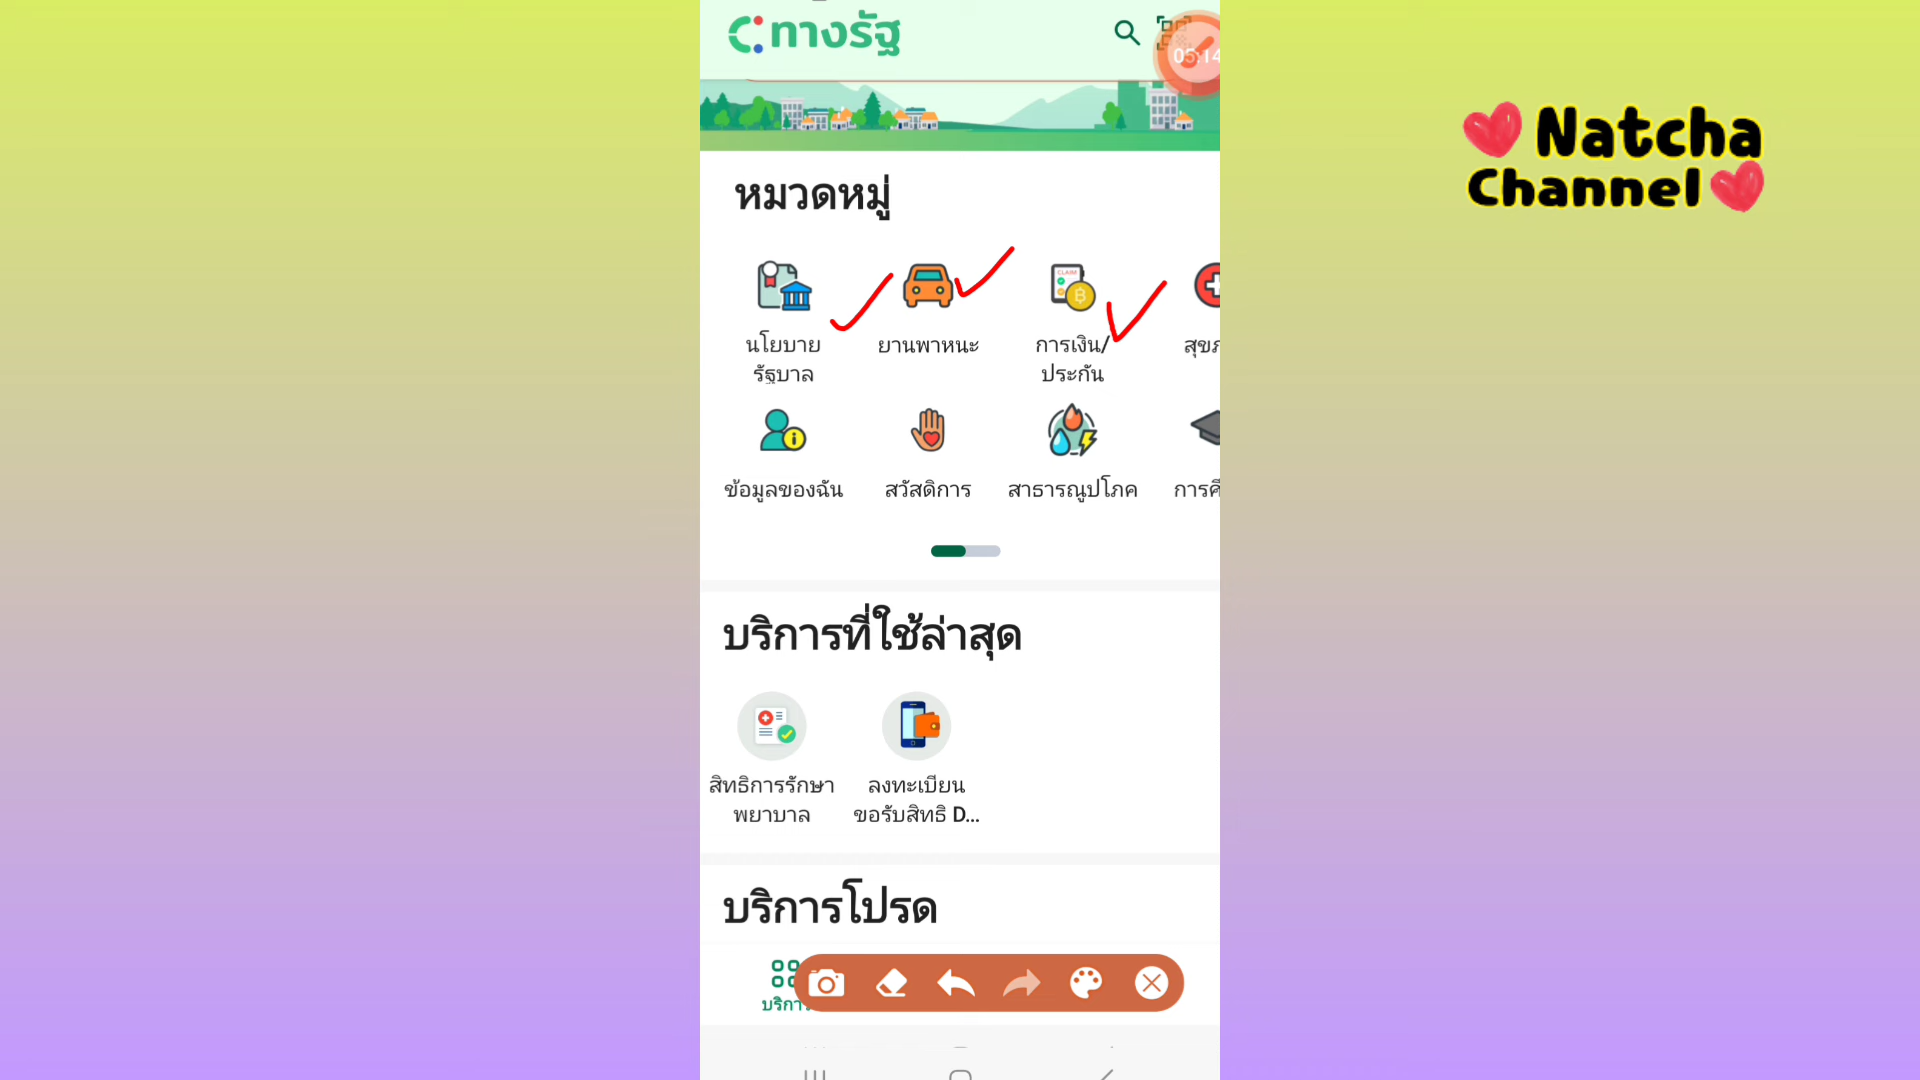 ทางรัฐ
05:14
Natcha
Channel
หมวดหมู่
CLAIM
นโยบาย
รัฐบาล
ยานพาหนะ
การเงิน/
ประกัน
ข้อมูลของฉัน
สวัสดิการ
สาธารณูปโภค
บริการที่ใช้ล่าสุด
สิทธิการรักษา
พยาบาล
ลงทะเบียน
ขอรับสิทธิ D...
บริการโปรด